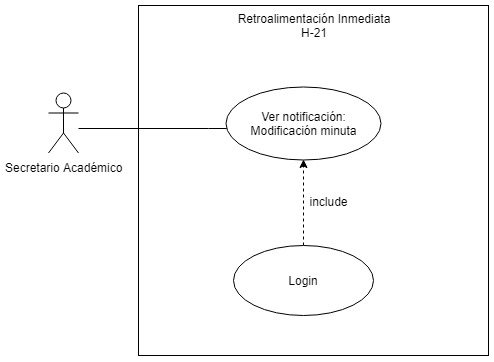 Retroalimentación Inmediata
H-21
Ver notificación:
Modificación minuta
Secretario Académico
include
Login